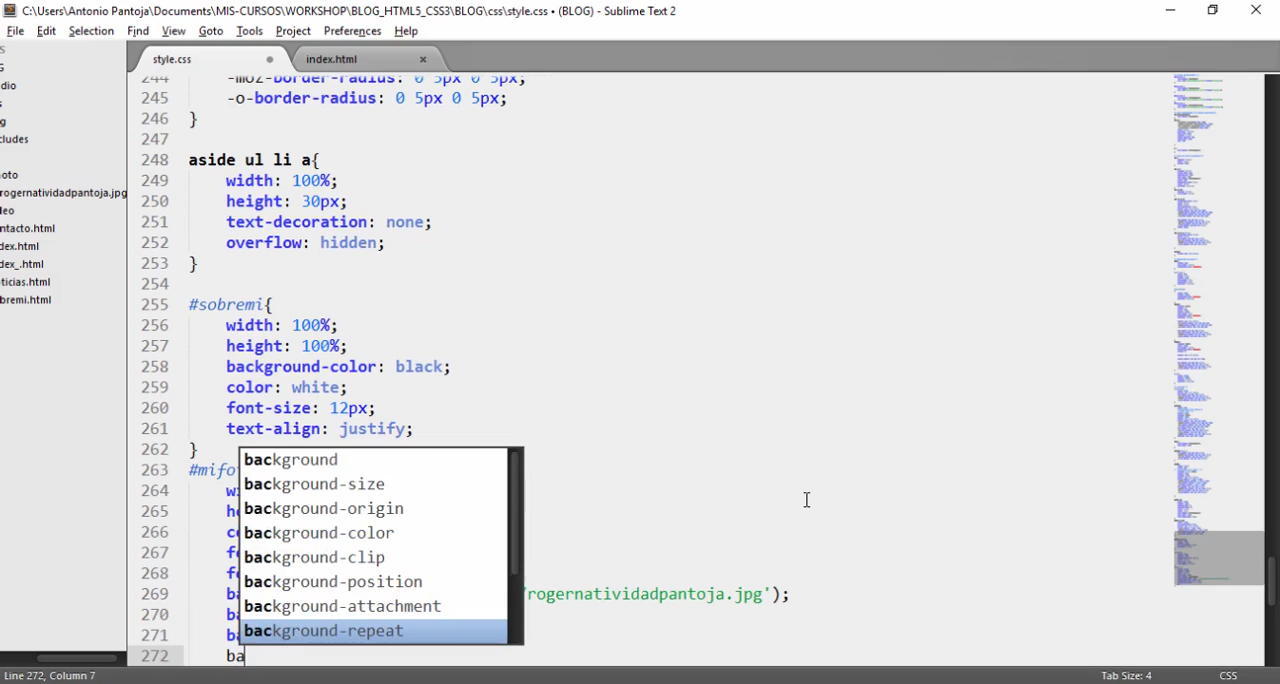 C:\Users\Antonio Pantoja\Documents\MIS-CURSOS\WORKSHOP\BLOG_HTML5_CSS3\BLOG\css\style.css • (BLOG) - Sublime Text 2
File Edit Selection Find View Goto Tools Project Preferences Help
style.css index.html
S
G
dio
s
g
cludes
oto
rogernatividadpantoja.jpg
leo
ntacto.html
dex.html
dex_.html
ticias.html
bremi.html
244 -moz-border-radius: 0 5px 0 5px;
245 -o-border-radius: 0 5px 0 5px;
246 }
247
248 aside ul li a{
249 width: 100%;
250 height: 30px;
251 text-decoration: none;
252 overflow: hidden;
253 }
254
255 #sobremi{
256 width: 100%;
257 height: 100%;
258 background-color: black;
259 color: white;
260 font-size: 12px;
261 text-align: justify;
262 }
263 #mifo
264 w
265 h
266 c
267 f
268 f
269 ba /rogernatividadpantoja.jpg');
270 b
271 b
272 ba
background
background-size
background-origin
background-color
background-clip
background-position
background-attachment
background-repeat
Line 272, Column 7 Tab Size: 4 CSS